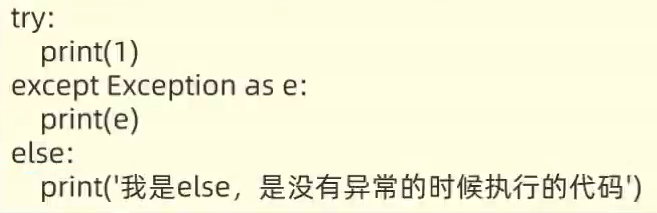 try:
    print(1)
except Exception as e:
    print(e)
else:
    print('我是else，是没有异常的时候执行的代码')